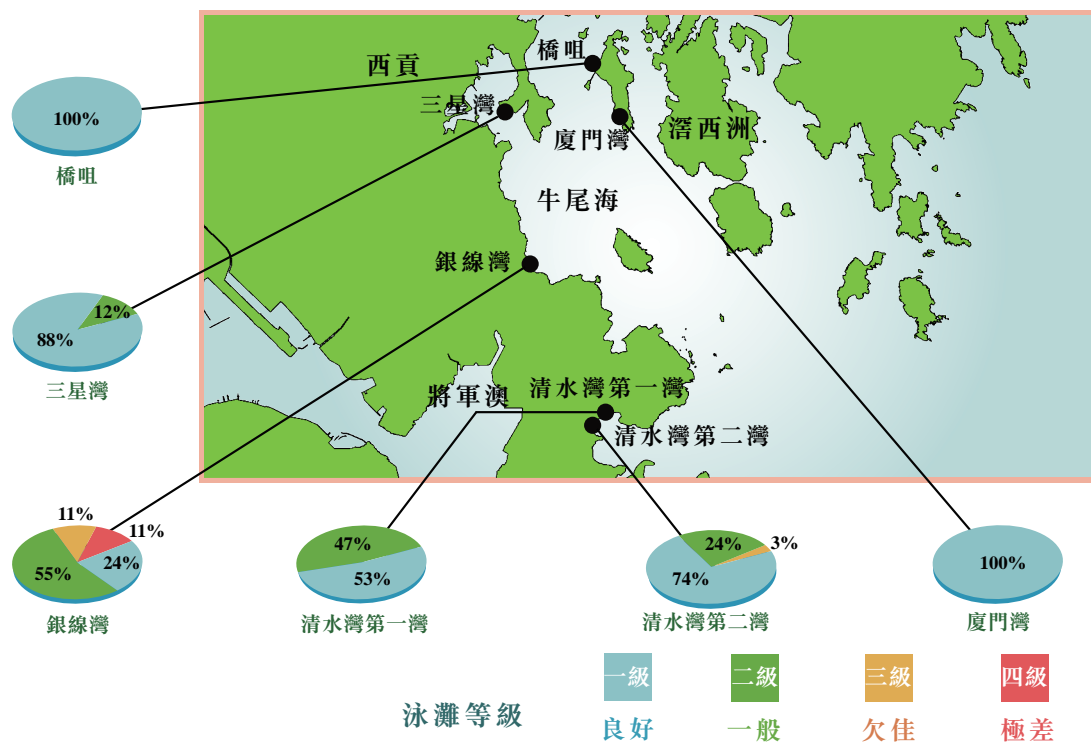 西貢
橋咀
三星灣
廈門灣
滘西洲
牛尾海
銀線灣
將軍澳
清水灣第一灣
清水灣第二灣
100%
橋咀
12%
88%
三星灣
11%
11%
24%
55%
銀線灣
47%
53%
清水灣第一灣
24%
3%
74%
清水灣第二灣
100%
廈門灣
泳灘等級
一級
良好
二級
一般
三級
欠佳
四級
極差